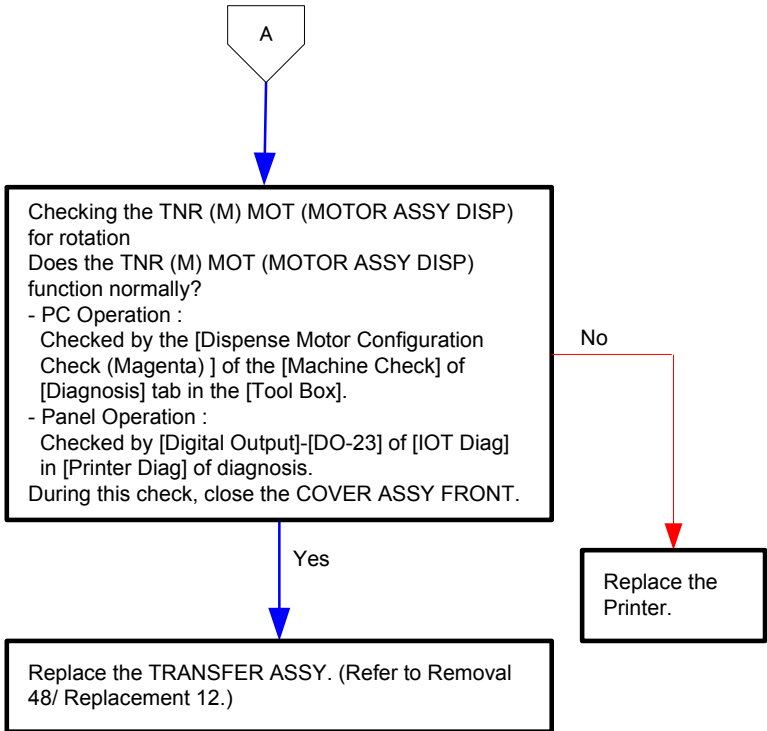 A
Checking the TNR (M) MOT (MOTOR ASSY DISP)
for rotation
Does the TNR (M) MOT (MOTOR ASSY DISP)
function normally?
- PC Operation :
Checked by the [Dispense Motor Configuration
Check (Magenta) ] of the [Machine Check] of
[Diagnosis] tab in the [Tool Box].
- Panel Operation :
Checked by [Digital Output]-[DO-23] of [IOT Diag]
in [Printer Diag] of diagnosis.
During this check, close the COVER ASSY FRONT.
No
Yes
Replace the
Printer.
Replace the TRANSFER ASSY. (Refer to Removal
48/ Replacement 12.)